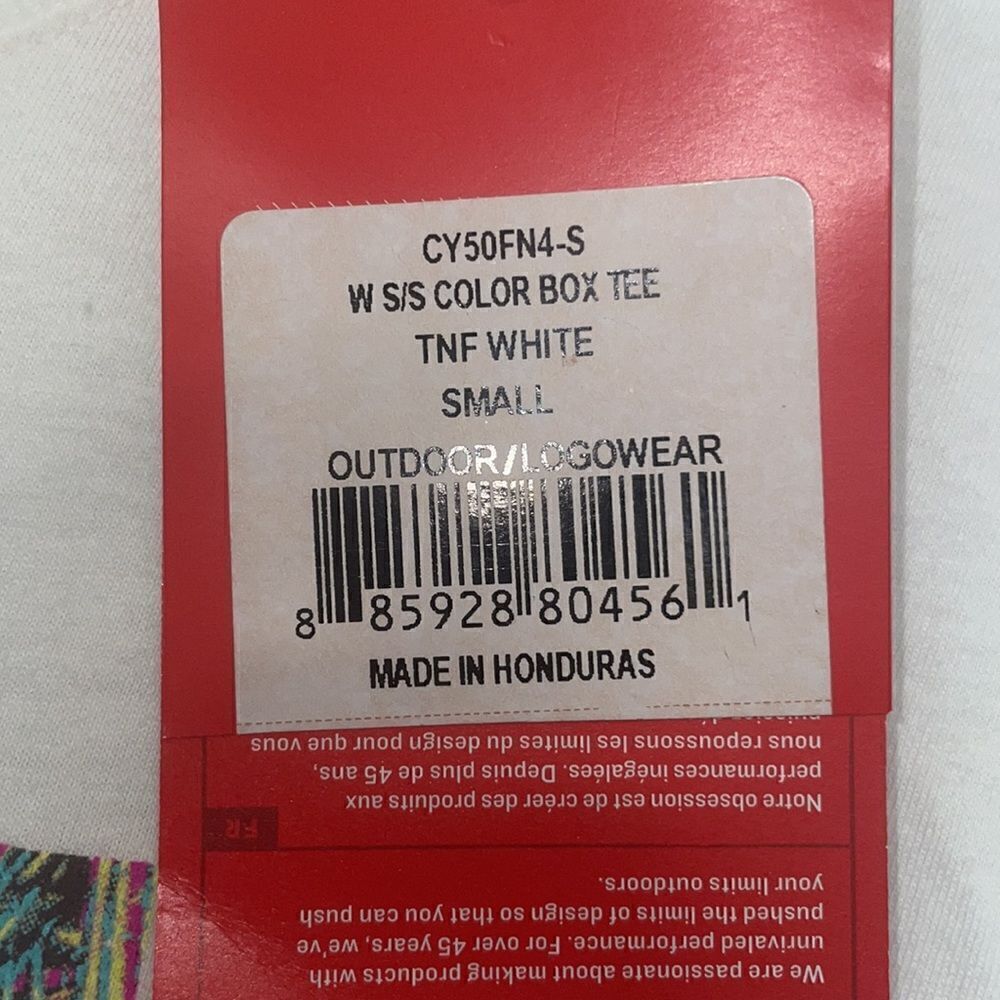 CY50FN4-S
W S/S COLOR BOX TEE
TNF WHITE
SMALL
OUTDOOR/LOGOWEAR
8 85928 80456 1
MADE IN HONDURAS
We are passionate about making products with
unrivaled performance. For over 45 years, we've
pushed the limits of design so that you can push
your limits outdoors.
FR
Notre obsession est de créer des produits aux
performances inégalées. Depuis plus de 45 ans,
nous repoussons les limites du design pour que vous